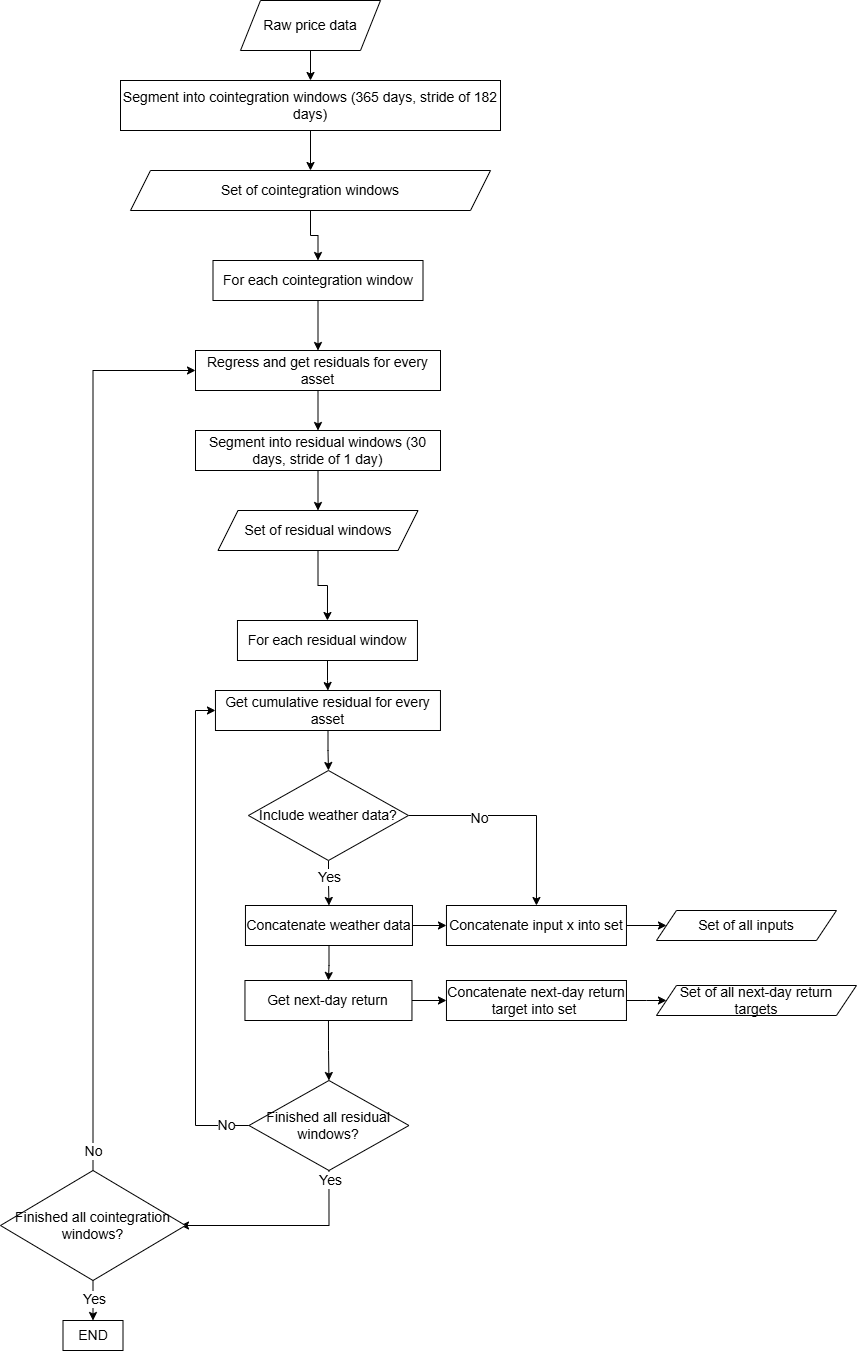 Raw price data
Segment into cointegration windows (365 days, stride of 182
days)
Set of cointegration windows
For each cointegration window
Regress and get residuals for every
asset
Segment into residual windows (30
days, stride of 1 day)
Set of residual windows
For each residual window
Get cumulative residual for every
asset
Include weather data?
No
Yes
Concatenate weather data
Concatenate input x into set
Set of all inputs
Get next-day return
Concatenate next-day return
target into set
Set of all next-day return
targets
Finished all residual
windows?
No
Yes
No
Finished all cointegration
windows?
Yes
END